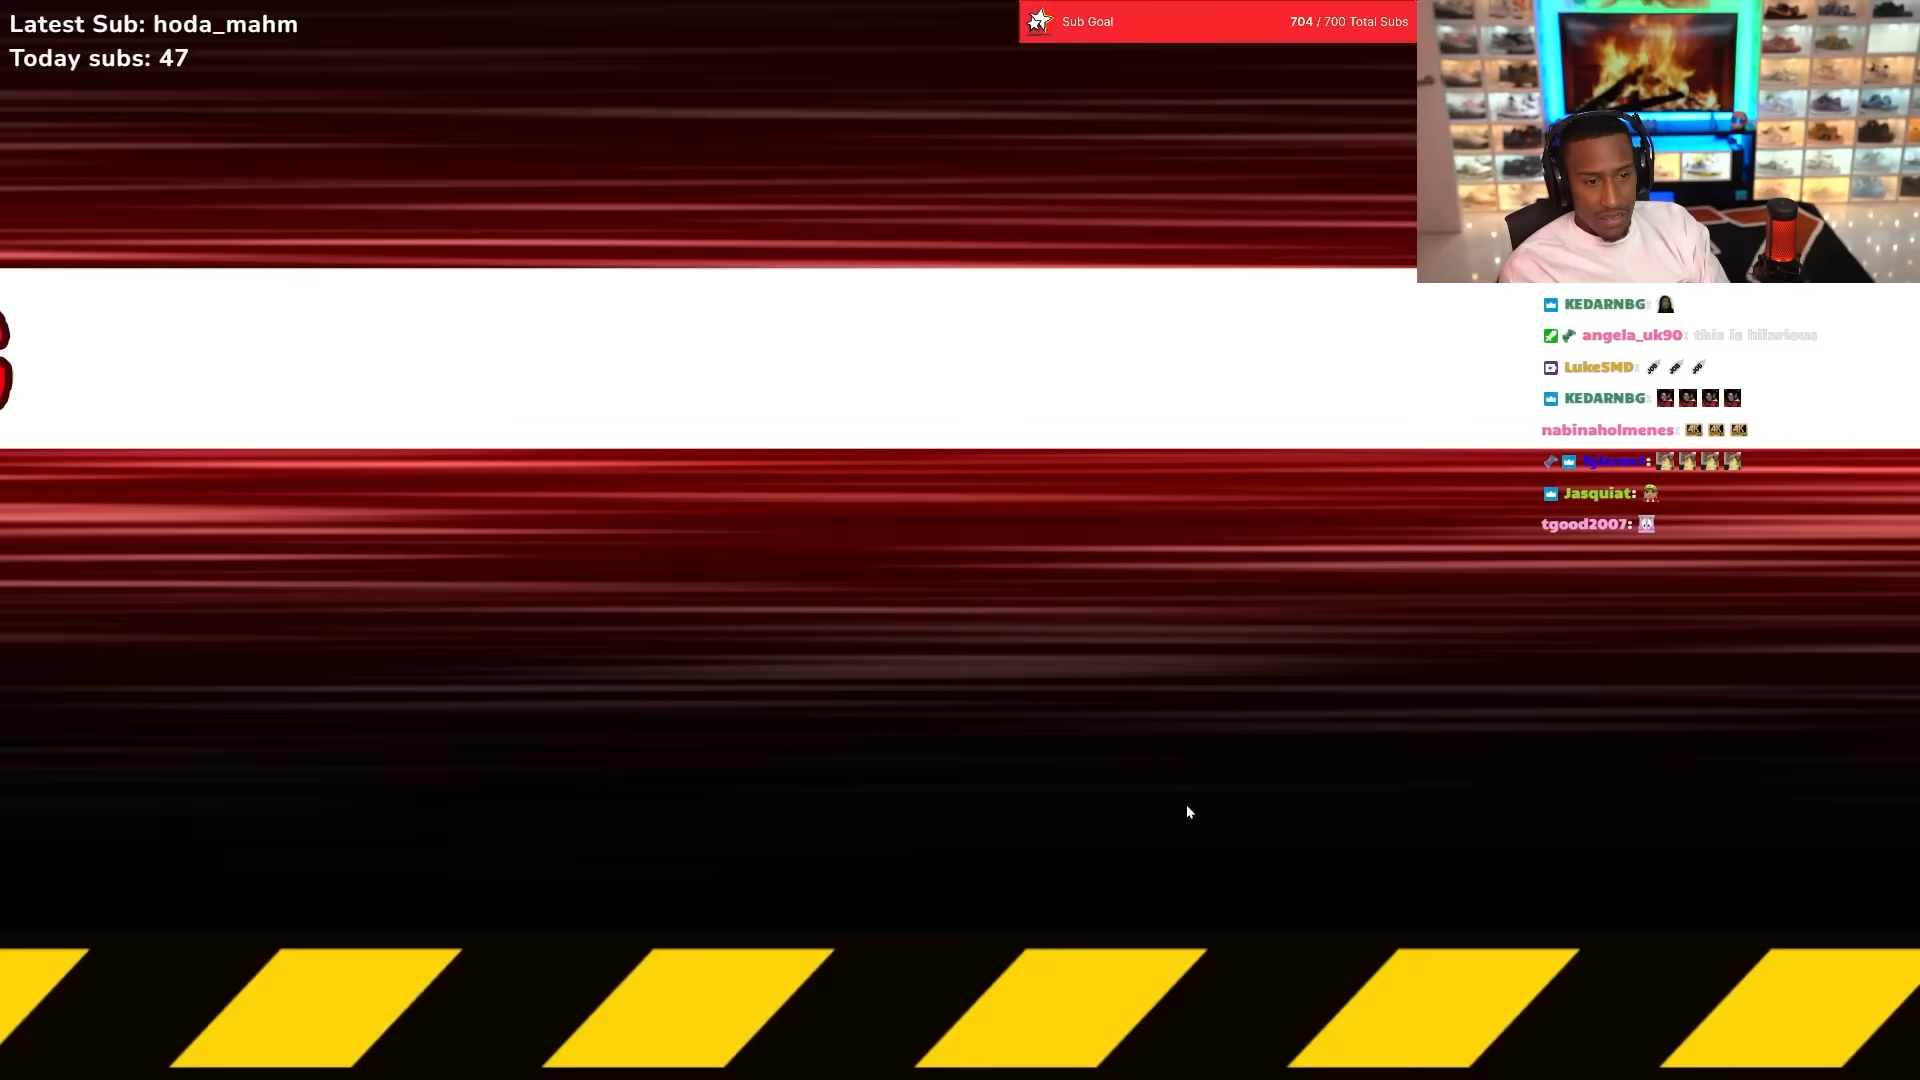 Latest Sub: hoda_mahm
Today subs: 47
Sub Goal
704 / 700 Total Subs
KEDARNBG:
angela_uk90: this is hilarious
LukeSMD:
KEDARNBG:
nabinaholmenes:
Jasquiat:
tgood2007: